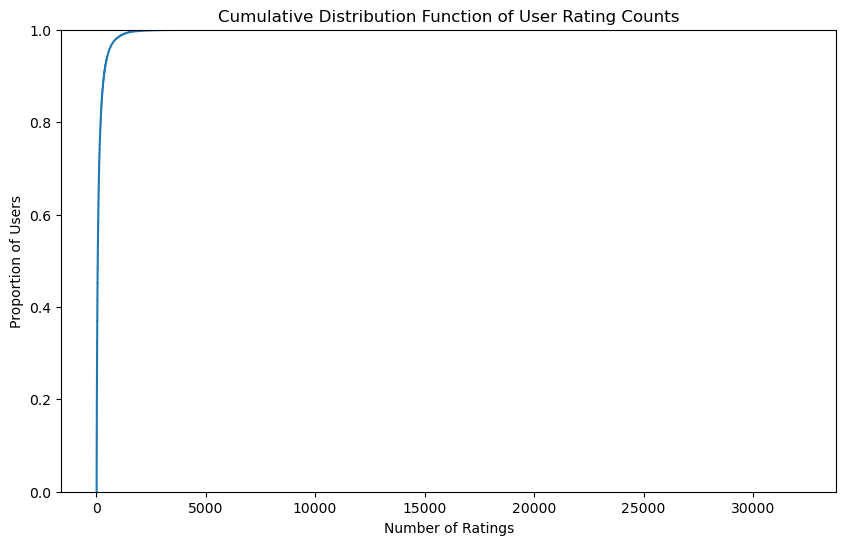 Cumulative Distribution Function of User Rating Counts
1.0
0.8
0.6
0.4
0.2
0.0
Proportion of Users
0 5000 10000 15000 20000 25000 30000
Number of Ratings